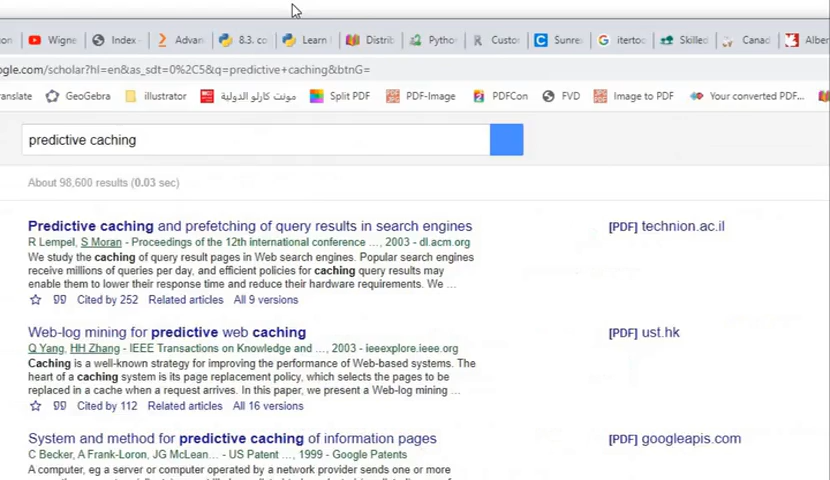 Wigne
Index
Advan
8.3. co
Learn
Distrib
Pytho
Custo
Sunre
itertoo
Skilled
Canad
Alber
gle.com/scholar?hl=en&as_sdt=0%2C5&q=predictive+caching&btnG=
anslate
GeoGebra
illustrator
مونت كارلو الدولية
Split PDF
PDF-Image
PDFCon
FVD
Image to PDF
Your converted PDF...
predictive caching
About 98,600 results (0.03 sec)
Predictive caching and prefetching of query results in search engines
[PDF] technion.ac.il
R Lempel, S Moran - Proceedings of the 12th international conference …, 2003 - dl.acm.org
We study the caching of query result pages in Web search engines. Popular search engines
receive millions of queries per day, and efficient policies for caching query results may
enable them to lower their response time and reduce their hardware requirements. We …
Cited by 252 Related articles All 9 versions
Web-log mining for predictive web caching
[PDF] ust.hk
Q Yang, HH Zhang - IEEE Transactions on Knowledge and …, 2003 - ieeexplore.ieee.org
Caching is a well-known strategy for improving the performance of Web-based systems. The
heart of a caching system is its page replacement policy, which selects the pages to be
replaced in a cache when a request arrives. In this paper, we present a Web-log mining …
Cited by 112 Related articles All 16 versions
System and method for predictive caching of information pages
[PDF] googleapis.com
C Becker, A Frank-Loron, JG McLean… - US Patent …, 1999 - Google Patents
A computer, eg a server or computer operated by a network provider sends one or more